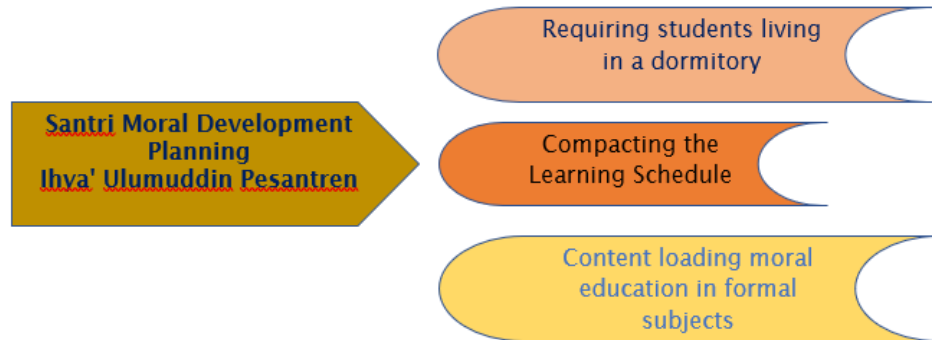 Santri Moral Development
Planning
Ihya' Ulumuddin Pesantren
Requiring students living
in a dormitory
Compacting the
Learning Schedule
Content loading moral
education in formal
subjects